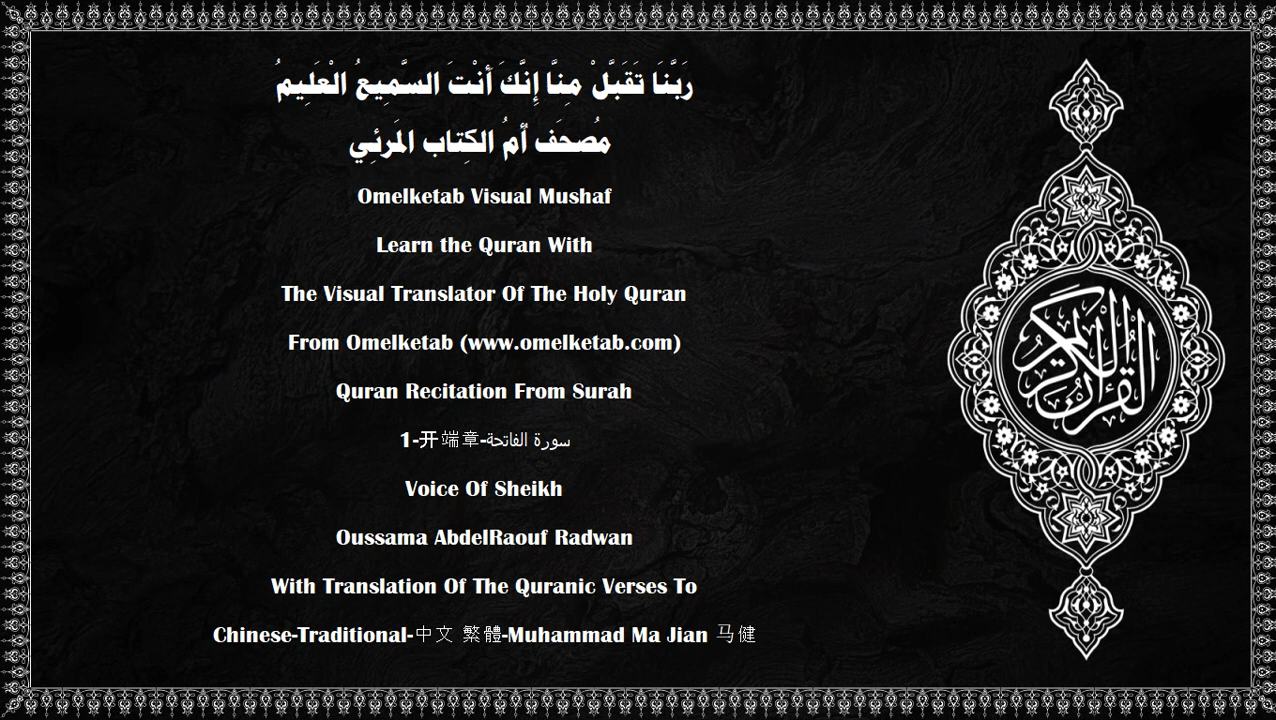 رَبَّنَا تَقَبَّلْ مِنَّا إِنَّكَ أَنْتَ السَّمِيعُ الْعَلِيمُ
مُصحَف أمُ الكِتاب المَرئِي
Omelketab Visual Mushaf
Learn the Quran With
The Visual Translator Of The Holy Quran
From Omelketab (www.omelketab.com)
Quran Recitation From Surah
1-开端章-سورة الفاتحة
Voice Of Sheikh
Oussama AbdelRaouf Radwan
With Translation Of The Quranic Verses To
Chinese-Traditional-中文 繁體-Muhammad Ma Jian 马健
القرآن الكريم